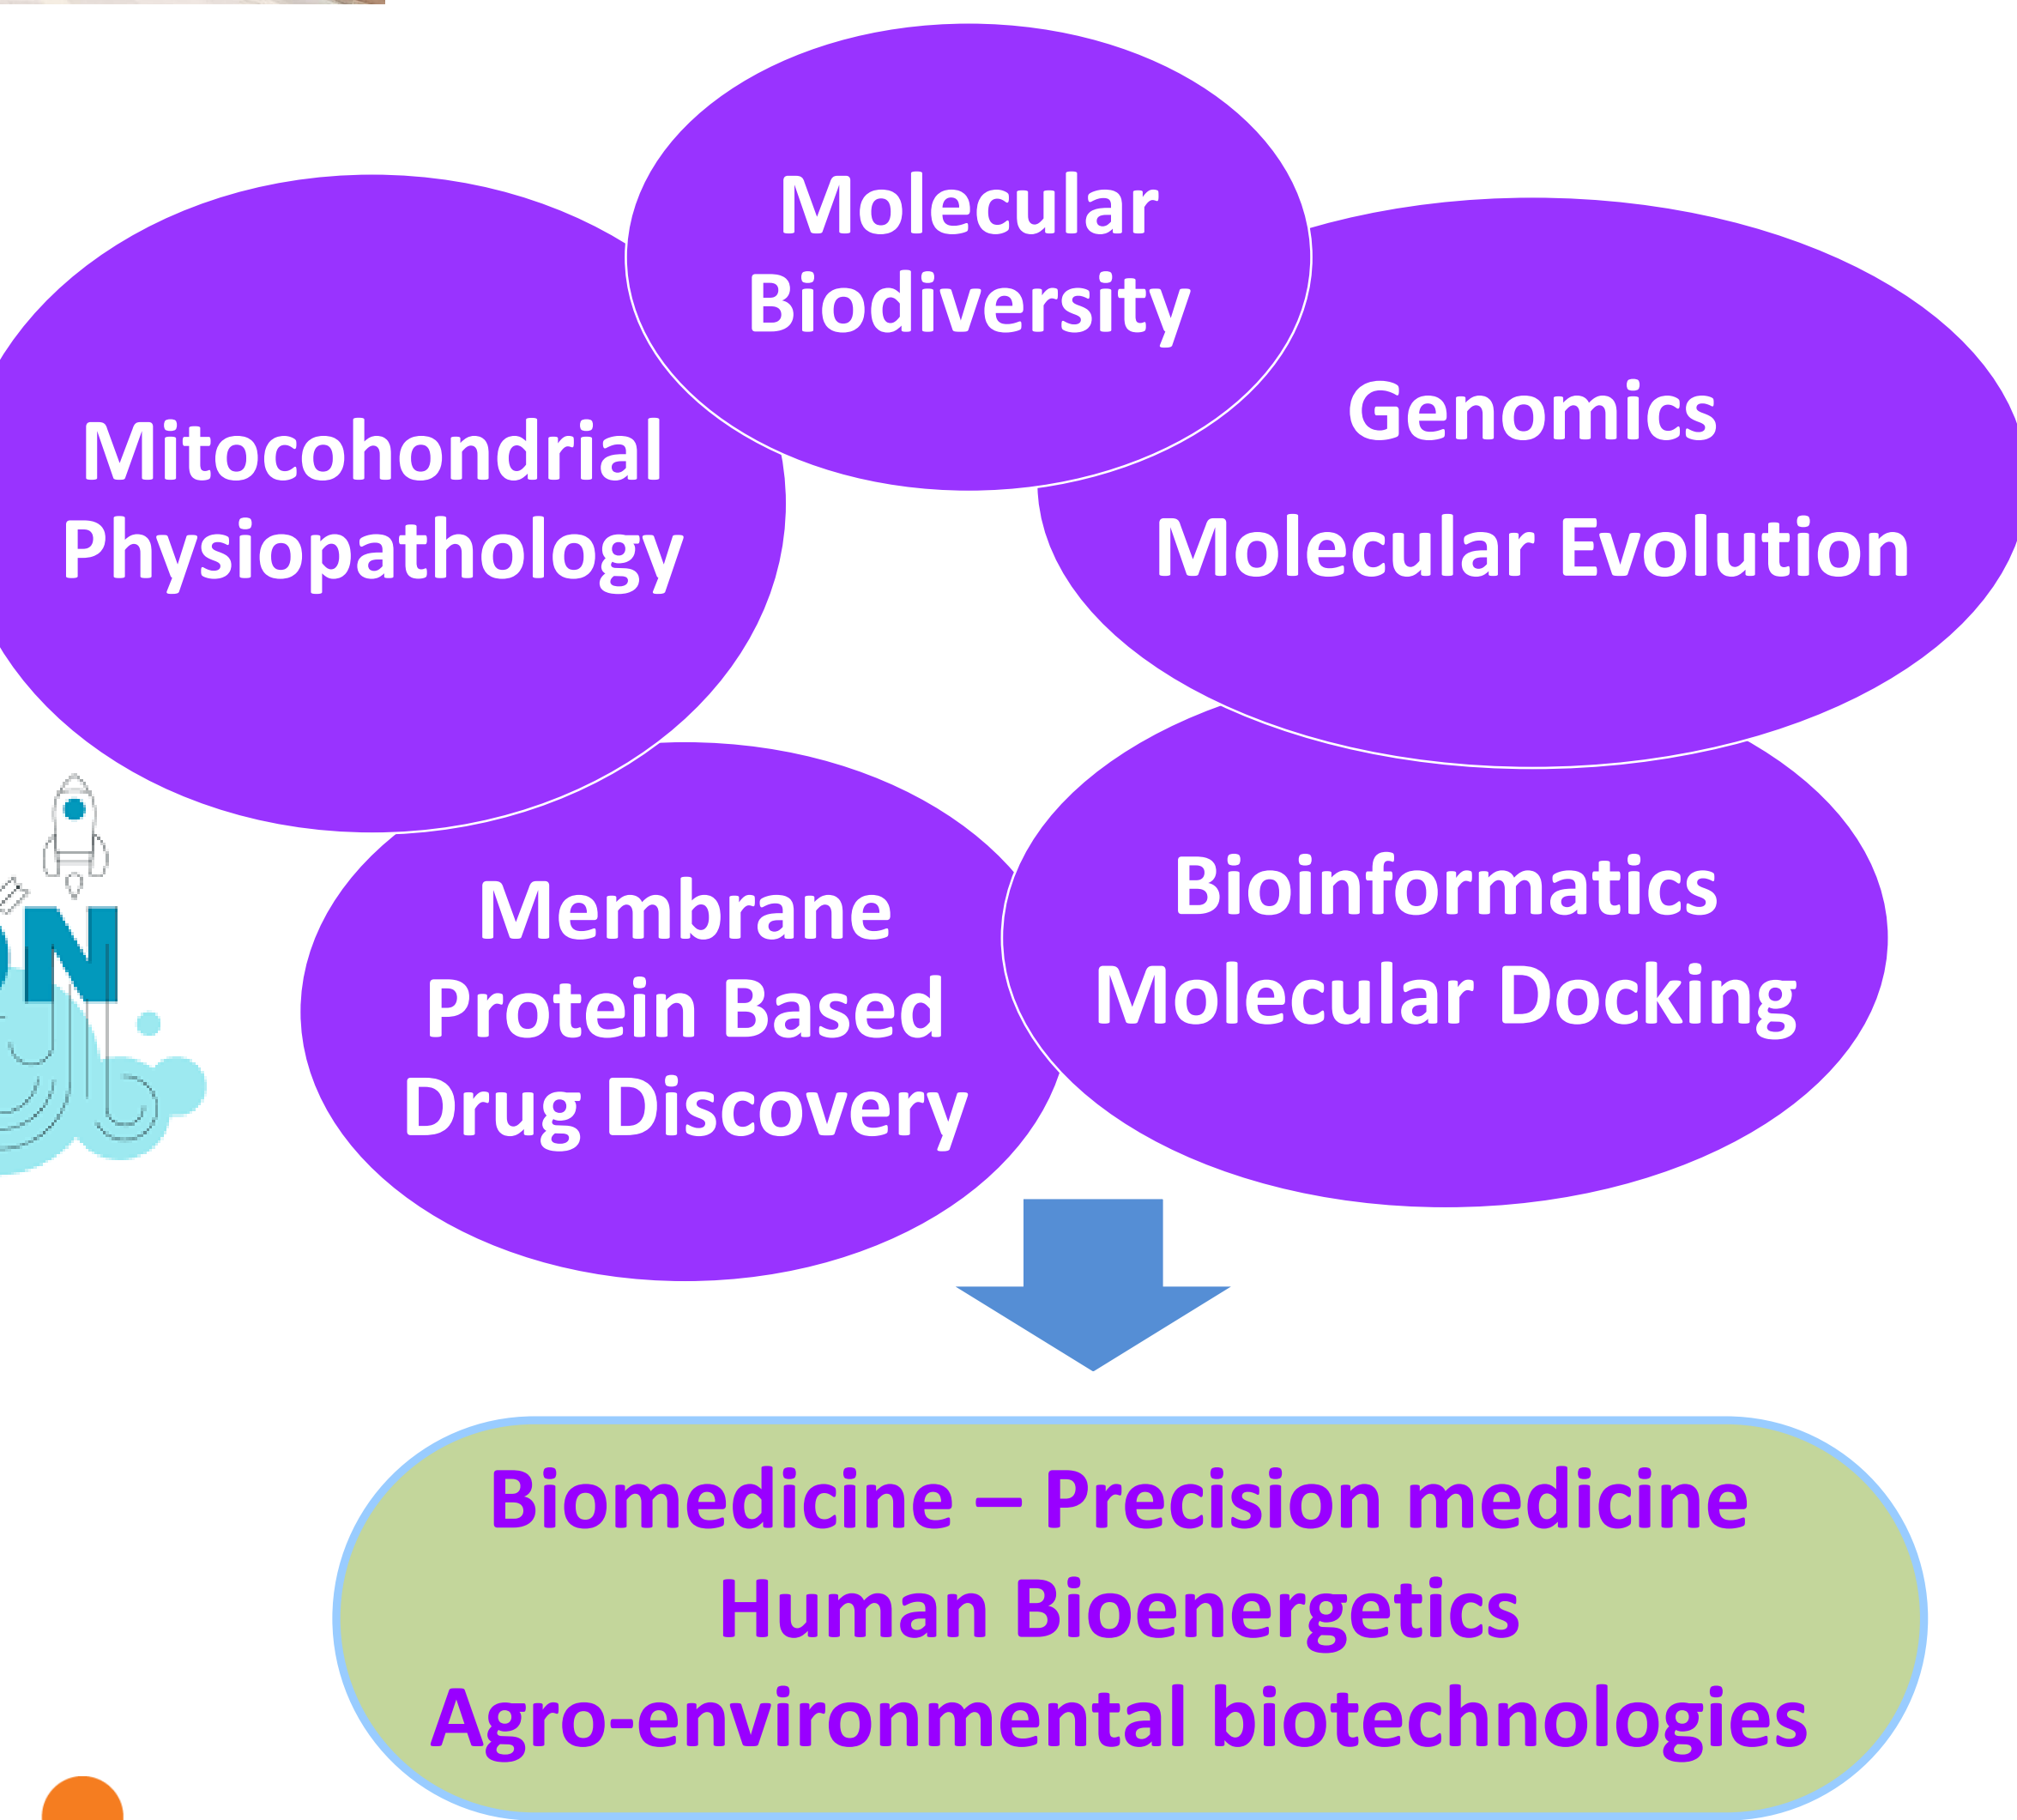 Molecular
Biodiversity
Mitocohondrial
Physiopathology
Genomics
Molecular Evolution
Membrane
Protein Based
Drug Discovery
Bioinformatics
Molecular Docking
N
Biomedicine – Precision medicine
Human Bioenergetics
Agro-environmental biotechnologies